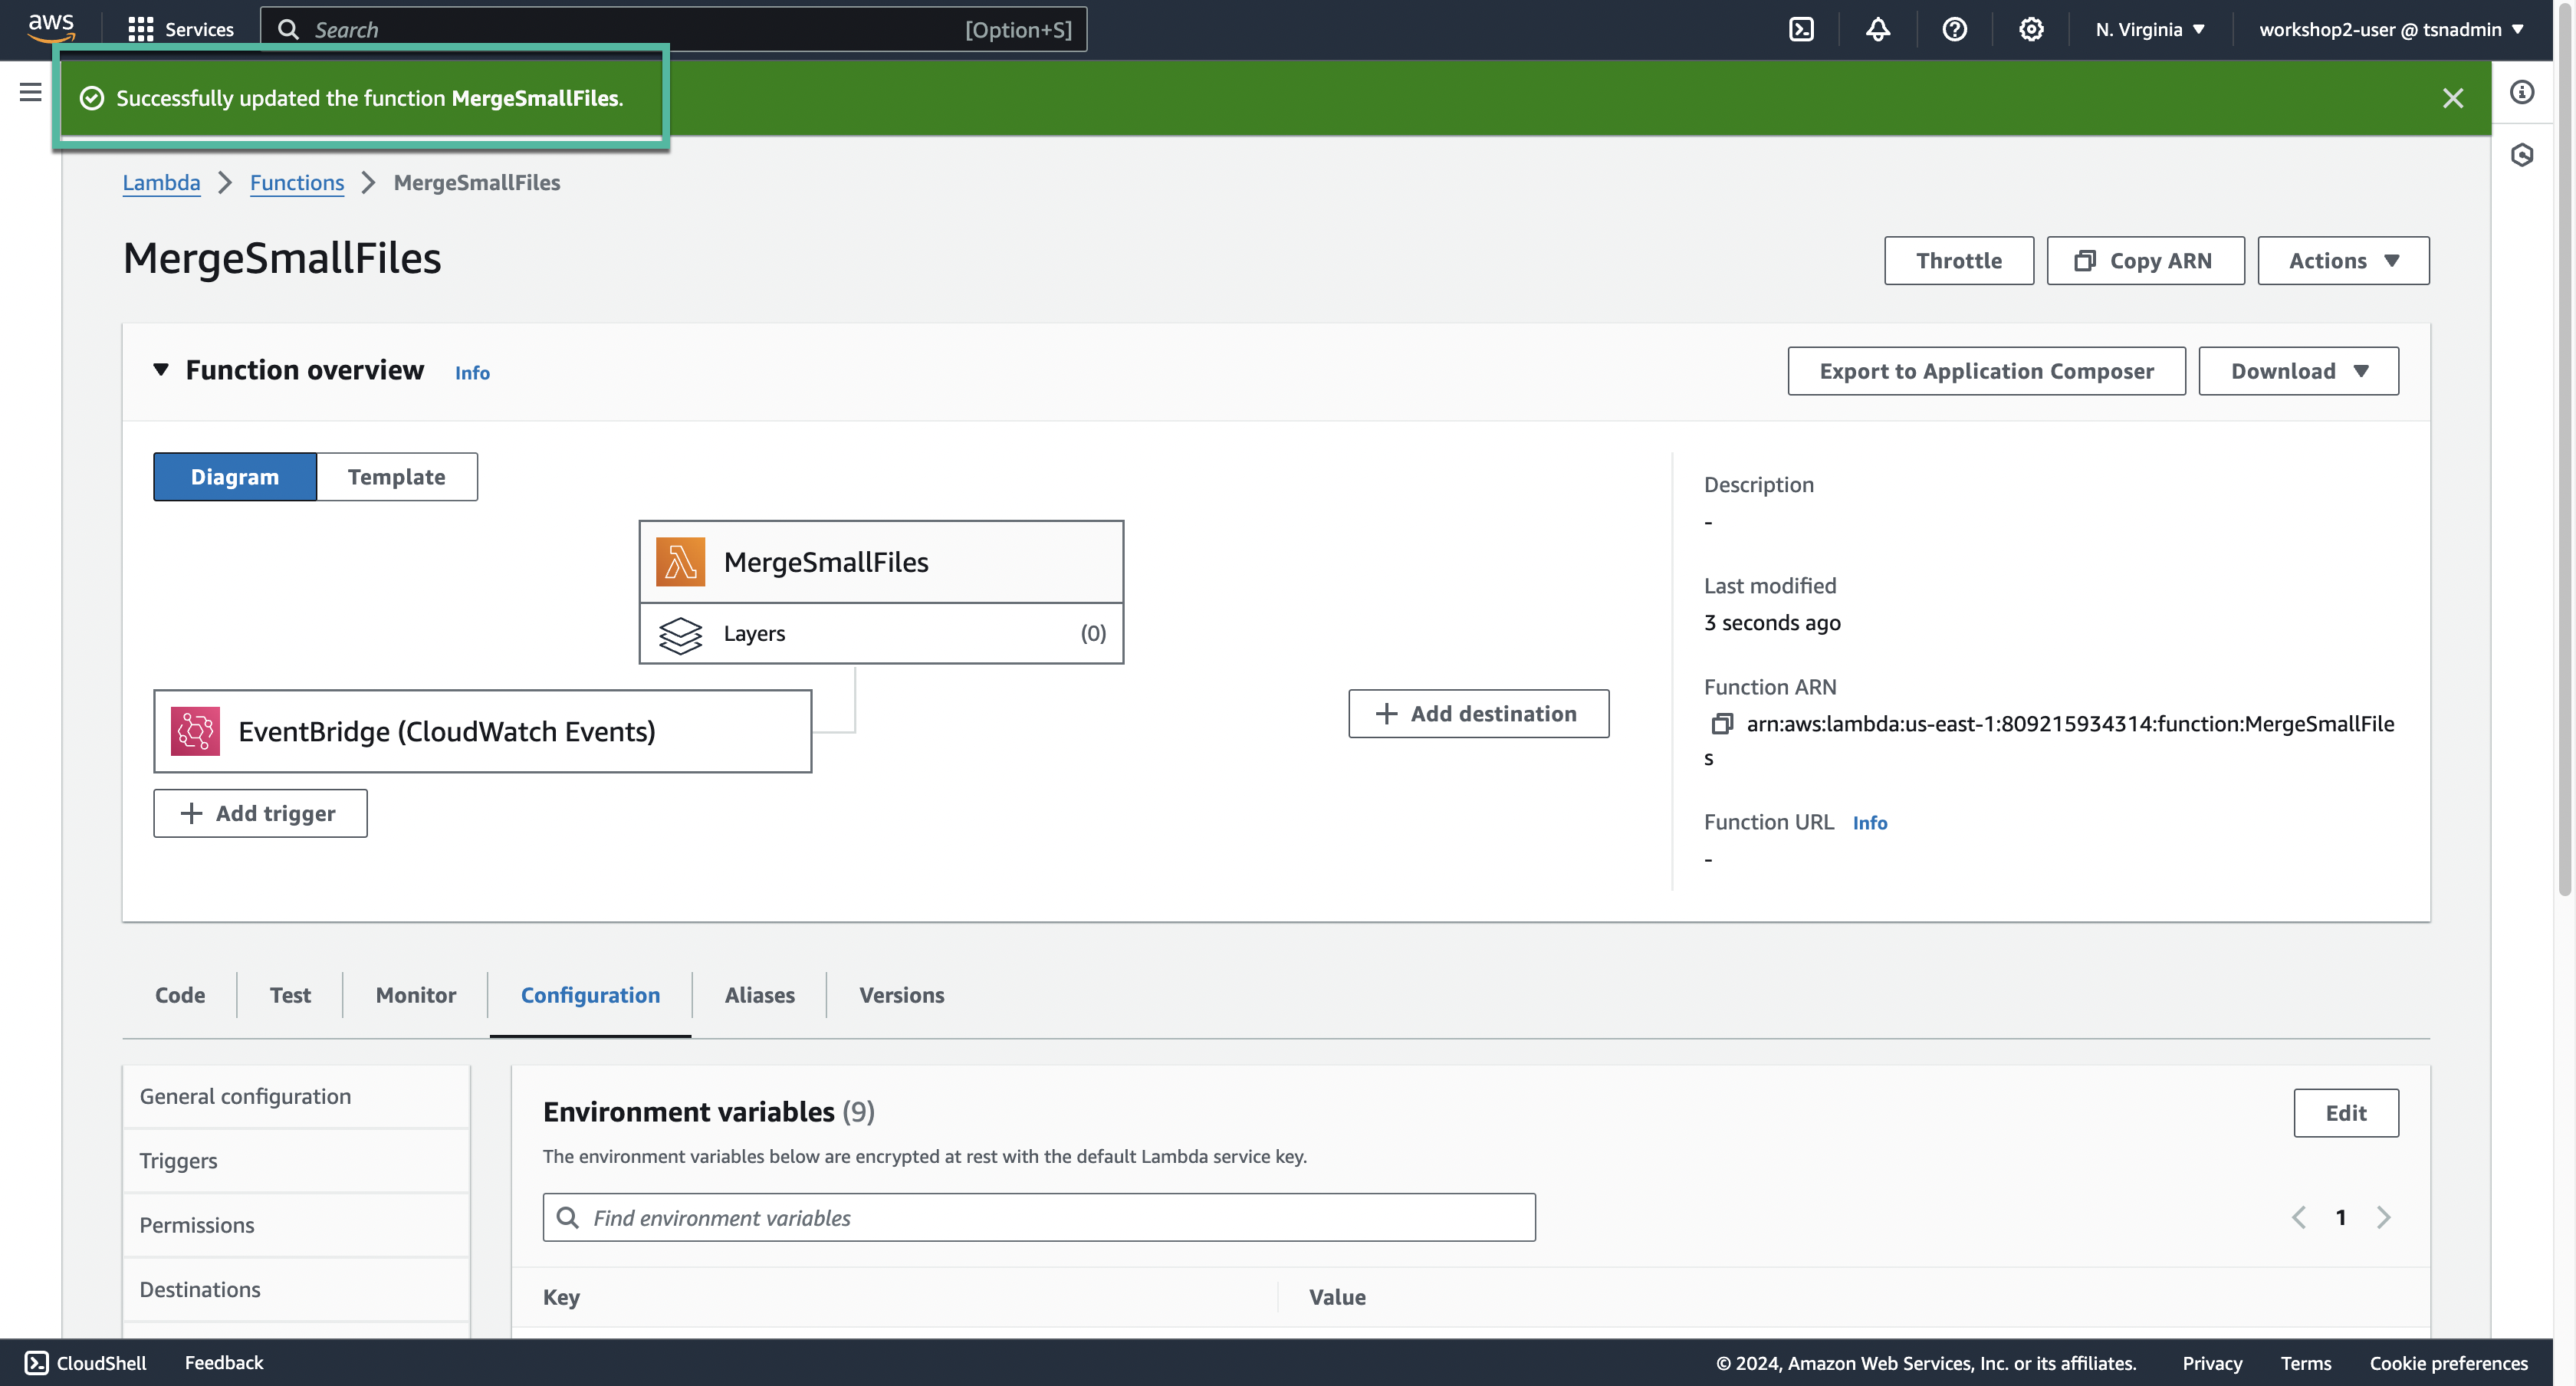 aws
Services
Search
[Option+S]
N. Virginia
workshop2-user @ tsnadmin
Successfully updated the function MergeSmallFiles.
Lambda
Functions
MergeSmallFiles
MergeSmallFiles
Throttle
Copy ARN
Actions
Function overview
Info
Export to Application Composer
Download
Diagram
Template
MergeSmallFiles
Layers
(0)
EventBridge (CloudWatch Events)
Add trigger
Add destination
Description
-
Last modified
3 seconds ago
Function ARN
arn:aws:lambda:us-east-1:809215934314:function:MergeSmallFile
s
Function URL
Info
-
Code
Test
Monitor
Configuration
Aliases
Versions
General configuration
Triggers
Permissions
Destinations
Environment variables (9)
Edit
The environment variables below are encrypted at rest with the default Lambda service key.
Find environment variables
1
Key
Value
CloudShell
Feedback
© 2024, Amazon Web Services, Inc. or its affiliates.
Privacy
Terms
Cookie preferences